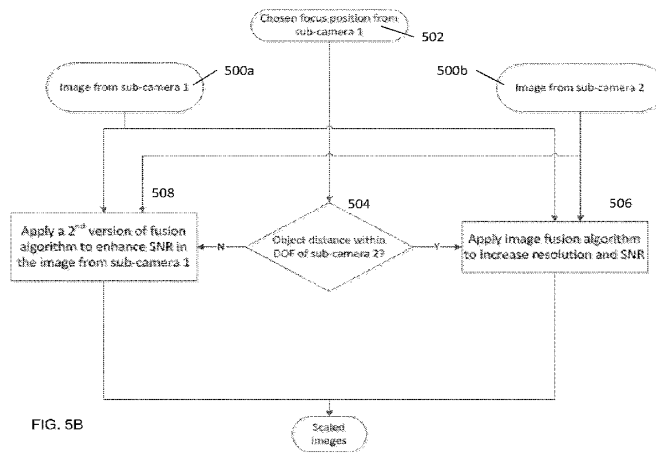 Chosen focus position from
sub-camera 1
502
500a
Image from sub-camera 1
500b
Image from sub-camera 2
508
Apply a 2nd version of fusion
algorithm to enhance SNR in
the image from sub-camera 1
504
Object distance within
DOF of sub-camera 2?
N
Y
506
Apply image fusion algorithm
to increase resolution and SNR
Scaled
images
FIG. 5B